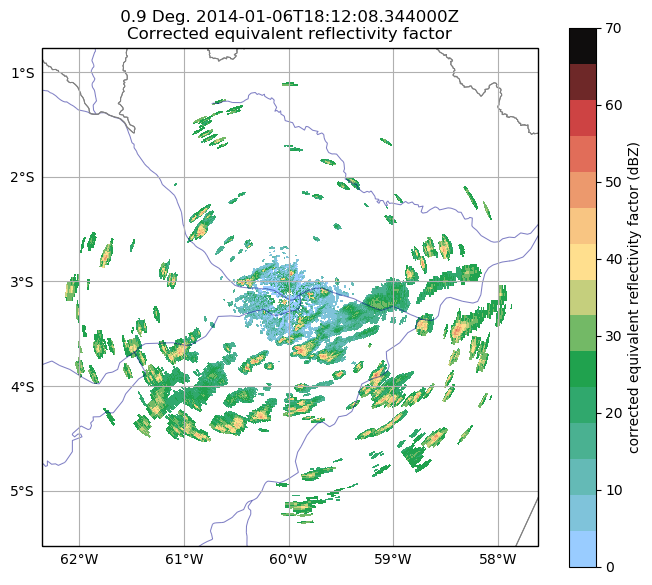 0.9 Deg. 2014-01-06T18:12:08.344000Z
Corrected equivalent reflectivity factor
1°S
2°S
3°S
4°S
5°S
62°W 61°W 60°W 59°W 58°W
70
60
50
40
30
20
10
0
corrected equivalent reflectivity factor (dBZ)